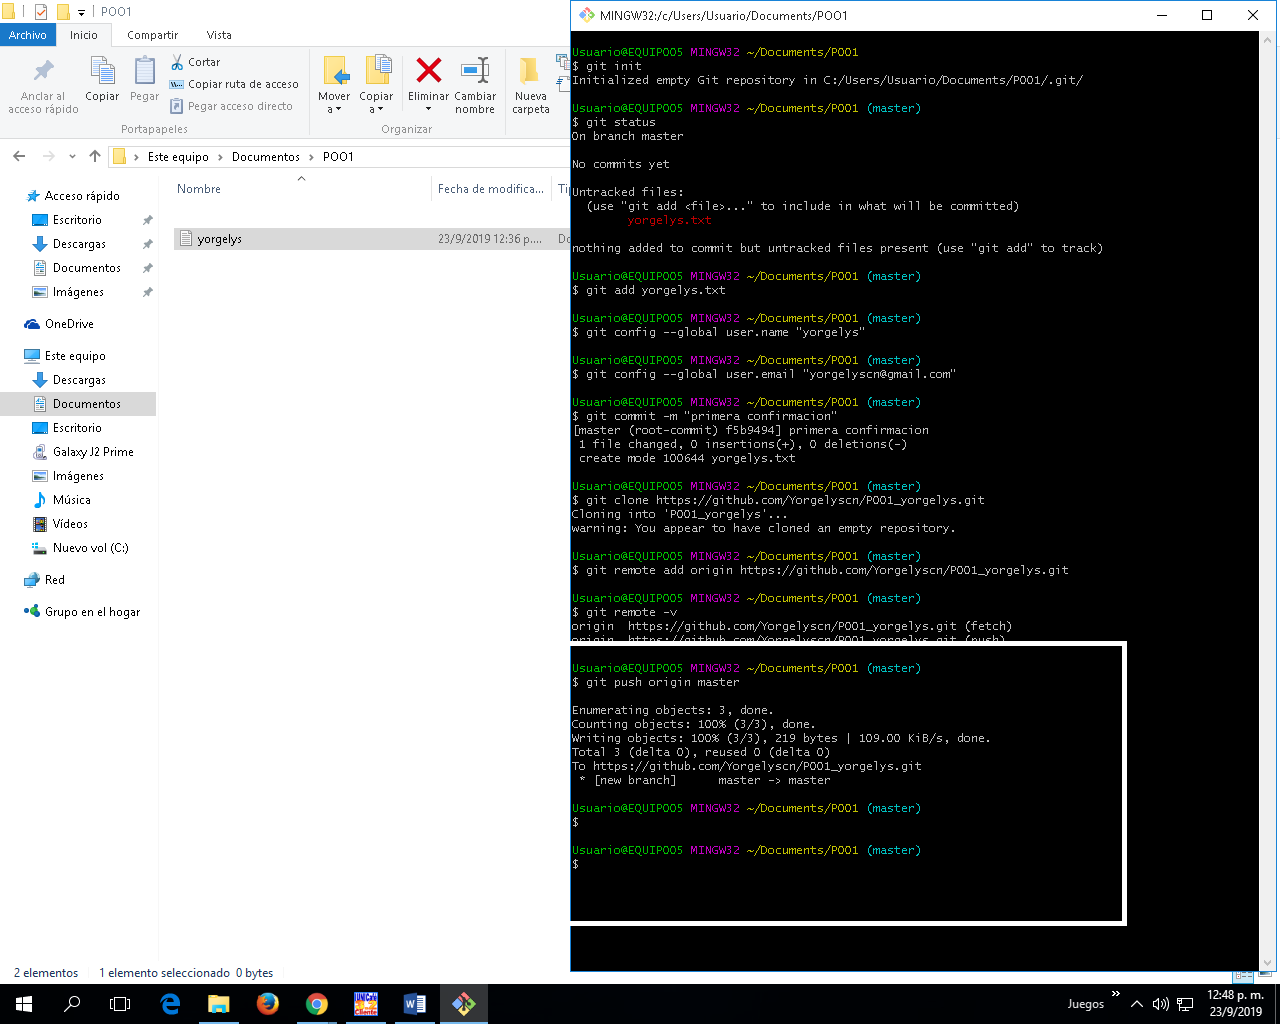 POO1
Archivo
Inicio
Compartir
Vista
Anclar al
acceso rápido
Copiar
Pegar
Cortar
Copiar ruta de acceso
Pegar acceso directo
Portapapeles
Mover
a
Copiar
a
Eliminar
Cambiar
nombre
Organizar
Nueva
carpeta
Este equipo
Documentos
POO1
Nombre
Fecha de modifica...
yorgelys
23/9/2019 12:36 p....
Do
Acceso rápido
Escritorio
Descargas
Documentos
Imágenes
OneDrive
Este equipo
Descargas
Documentos
Escritorio
Galaxy J2 Prime
Imágenes
Música
Vídeos
Nuevo vol (C:)
Red
Grupo en el hogar
2 elementos
1 elemento seleccionado 0 bytes
MINGW32:/c/Users/Usuario/Documents/POO1
Usuario@EQUIPO05 MINGW32 ~/Documents/POO1
$ git init
Initialized empty Git repository in C:/Users/Usuario/Documents/POO1/.git/
Usuario@EQUIPO05 MINGW32 ~/Documents/POO1 (master)
$ git status
On branch master
No commits yet
Untracked files:
(use "git add <file>..." to include in what will be committed)
yorgelys.txt
nothing added to commit but untracked files present (use "git add" to track)
Usuario@EQUIPO05 MINGW32 ~/Documents/POO1 (master)
$ git add yorgelys.txt
Usuario@EQUIPO05 MINGW32 ~/Documents/POO1 (master)
$ git config --global user.name "yorgelys"
Usuario@EQUIPO05 MINGW32 ~/Documents/POO1 (master)
$ git config --global user.email "yorgelyscn@gmail.com"
Usuario@EQUIPO05 MINGW32 ~/Documents/POO1 (master)
$ git commit -m "primera confirmacion"
[master (root-commit) f5b9494] primera confirmacion
1 file changed, 0 insertions(+), 0 deletions(-)
create mode 100644 yorgelys.txt
Usuario@EQUIPO05 MINGW32 ~/Documents/POO1 (master)
$ git clone https://github.com/Yorgelyscn/POO1_yorgelys.git
Cloning into 'POO1_yorgelys'...
warning: You appear to have cloned an empty repository.
Usuario@EQUIPO05 MINGW32 ~/Documents/POO1 (master)
$ git remote add origin https://github.com/Yorgelyscn/POO1_yorgelys.git
Usuario@EQUIPO05 MINGW32 ~/Documents/POO1 (master)
$ git remote -v
origin https://github.com/Yorgelyscn/POO1_yorgelys.git (fetch)
origin https://github.com/Yorgelyscn/POO1_yorgelys.git (push)
Usuario@EQUIPO05 MINGW32 ~/Documents/POO1 (master)
$ git push origin master
Enumerating objects: 3, done.
Counting objects: 100% (3/3), done.
Writing objects: 100% (3/3), 219 bytes | 109.00 KiB/s, done.
Total 3 (delta 0), reused 0 (delta 0)
To https://github.com/Yorgelyscn/POO1_yorgelys.git
* [new branch] master -> master
Usuario@EQUIPO05 MINGW32 ~/Documents/POO1 (master)
$
Usuario@EQUIPO05 MINGW32 ~/Documents/POO1 (master)
$
Juegos
12:48 p. m.
23/9/2019